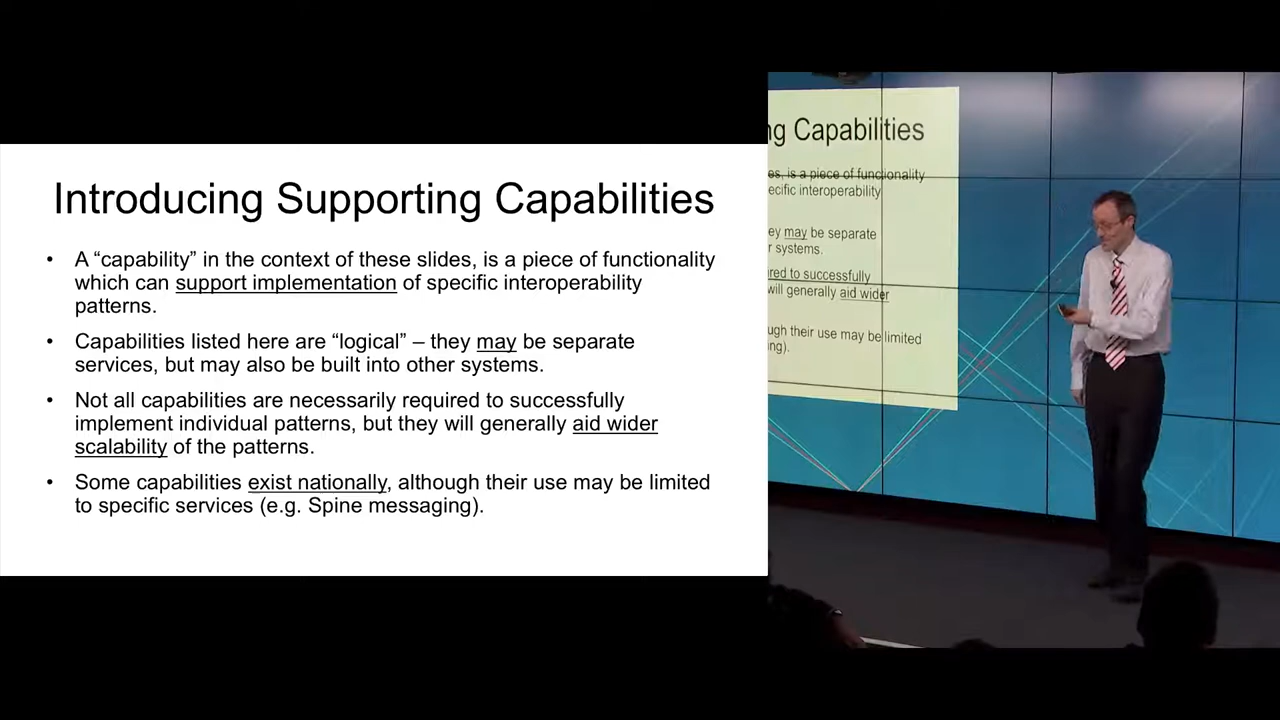 Introducing Supporting Capabilities
• A “capability” in the context of these slides, is a piece of functionality
which can support implementation of specific interoperability
patterns.
• Capabilities listed here are “logical” – they may be separate
services, but may also be built into other systems.
• Not all capabilities are necessarily required to successfully
implement individual patterns, but they will generally aid wider
scalability of the patterns.
• Some capabilities exist nationally, although their use may be limited
to specific services (e.g. Spine messaging).
ng Capabilities
es, is a piece of functionality
ecific interoperability
ey may be separate
r systems.
ired to successfully
will generally aid wider
ugh their use may be limited
ng).